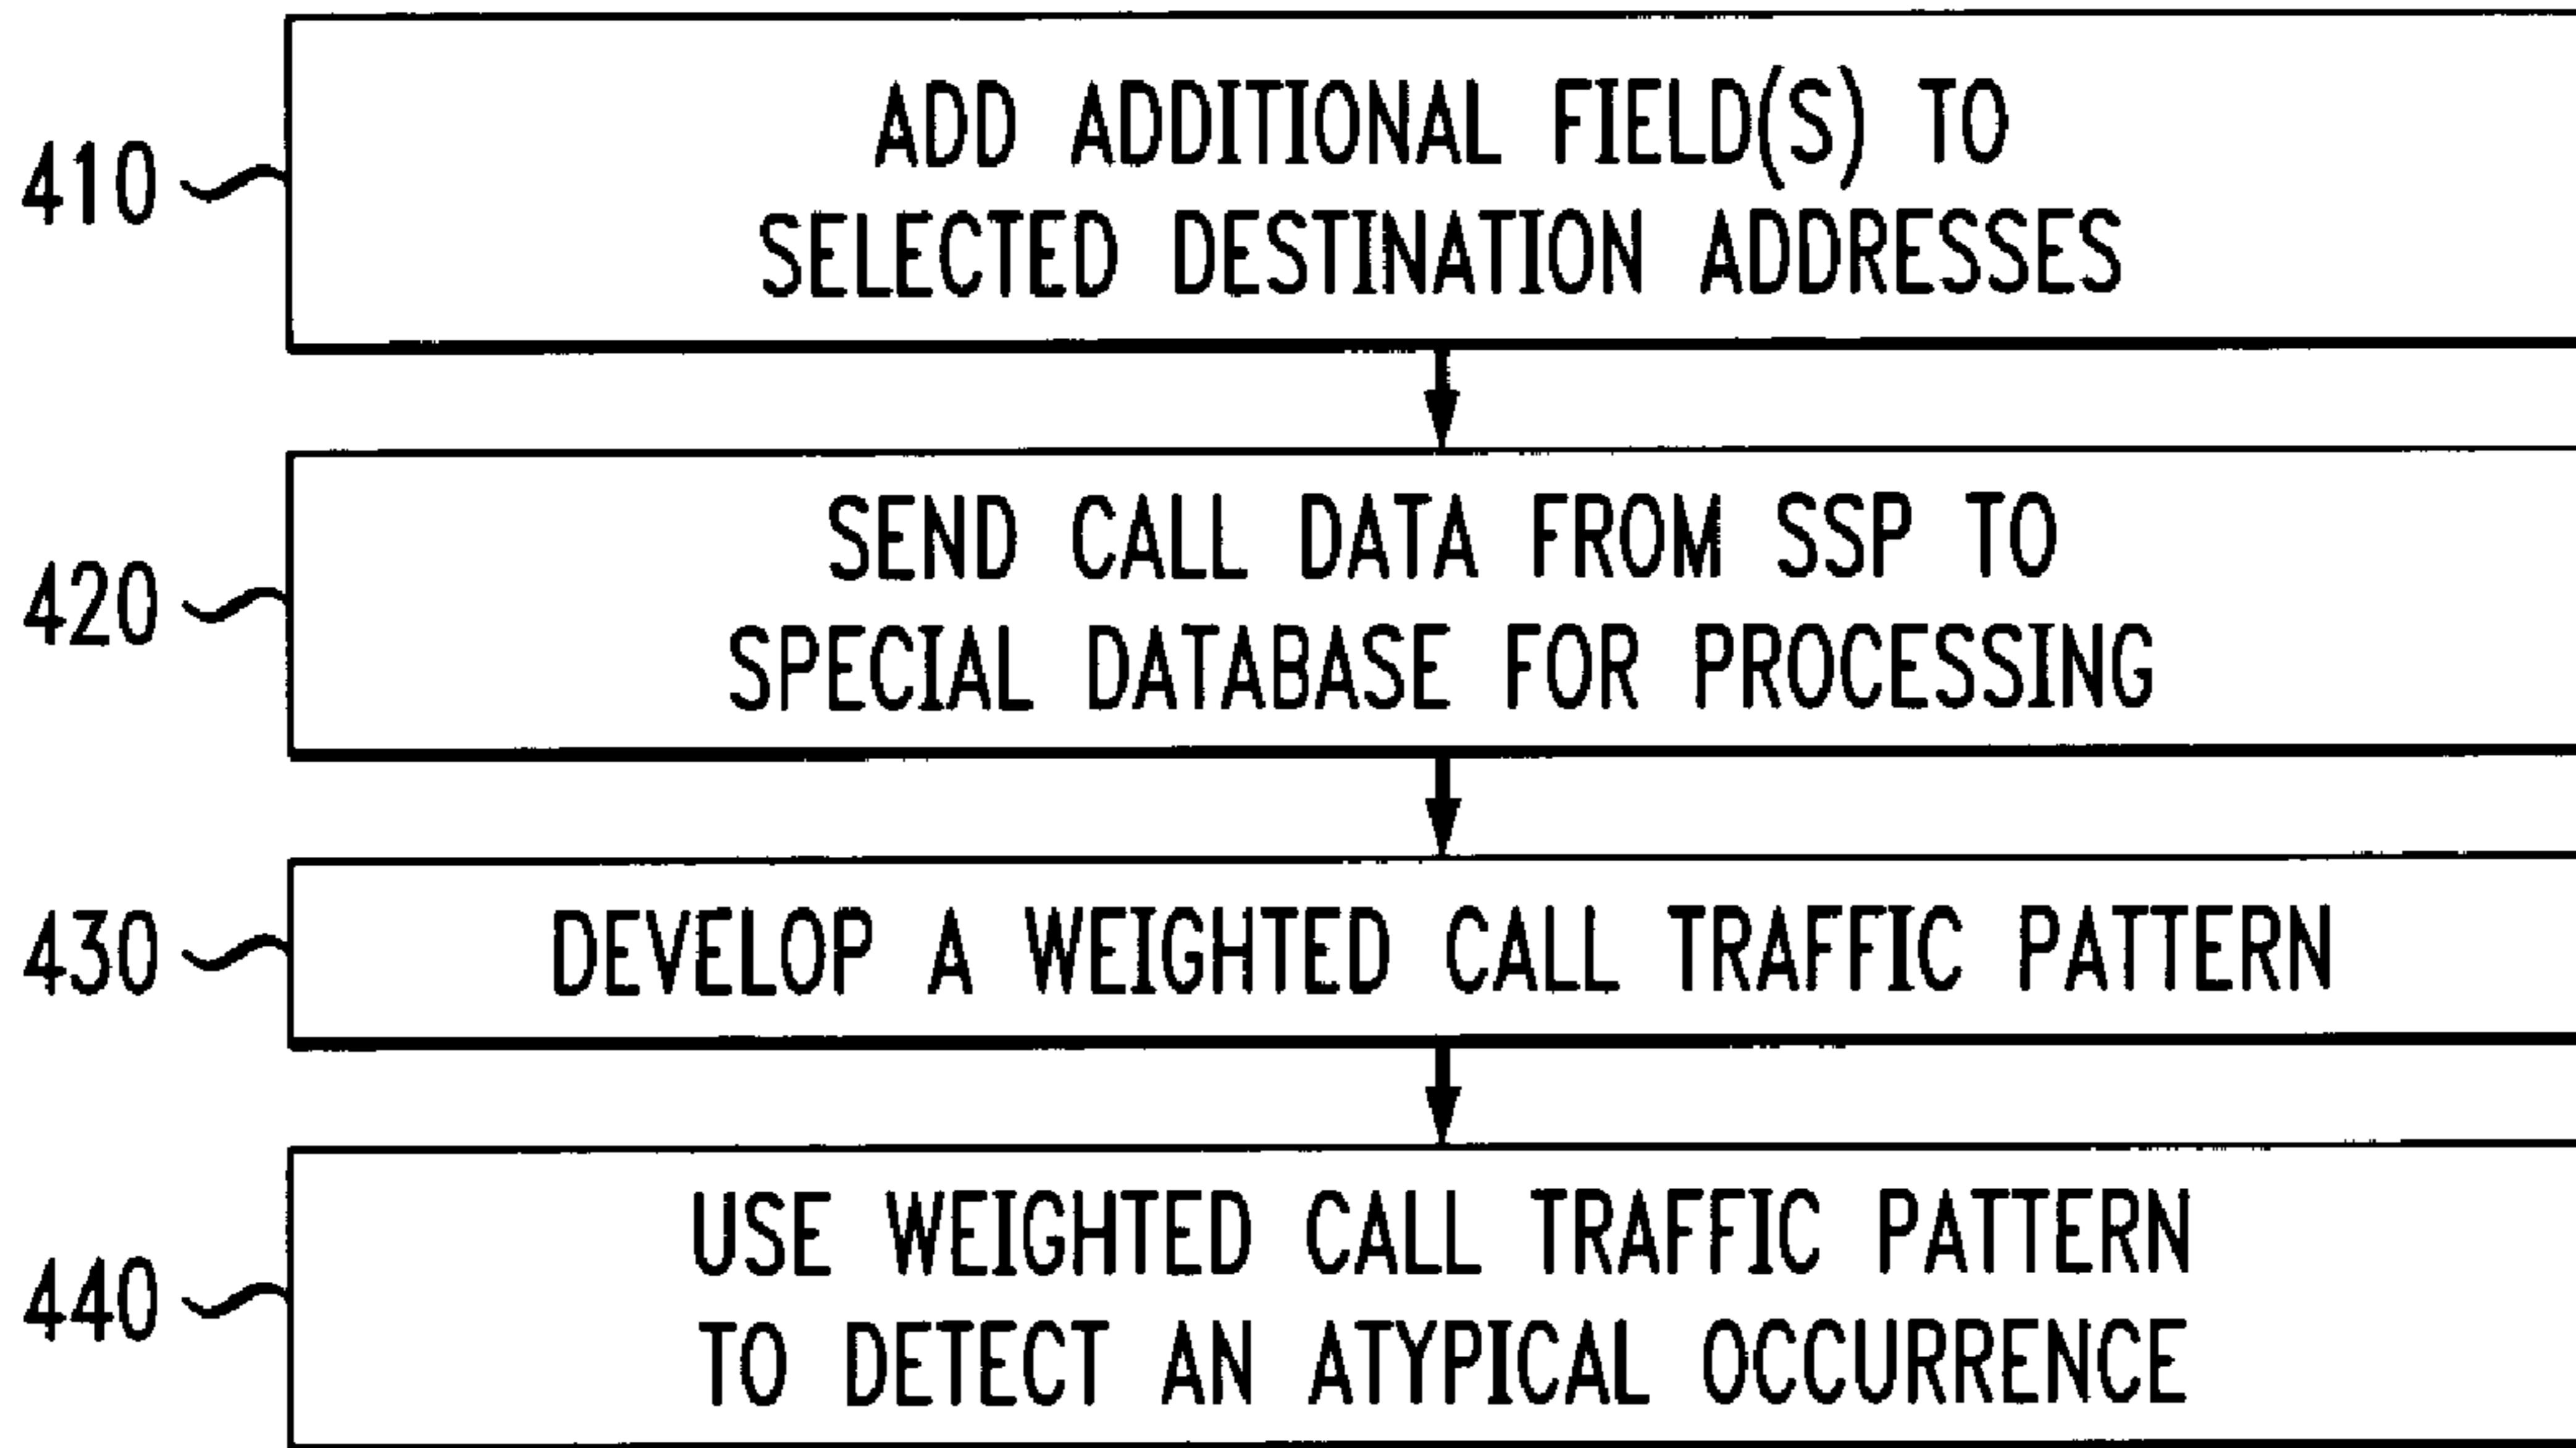 410
ADD ADDITIONAL FIELD(S) TO
SELECTED DESTINATION ADDRESSES
420
SEND CALL DATA FROM SSP TO
SPECIAL DATABASE FOR PROCESSING
430
DEVELOP A WEIGHTED CALL TRAFFIC PATTERN
440
USE WEIGHTED CALL TRAFFIC PATTERN
TO DETECT AN ATYPICAL OCCURRENCE